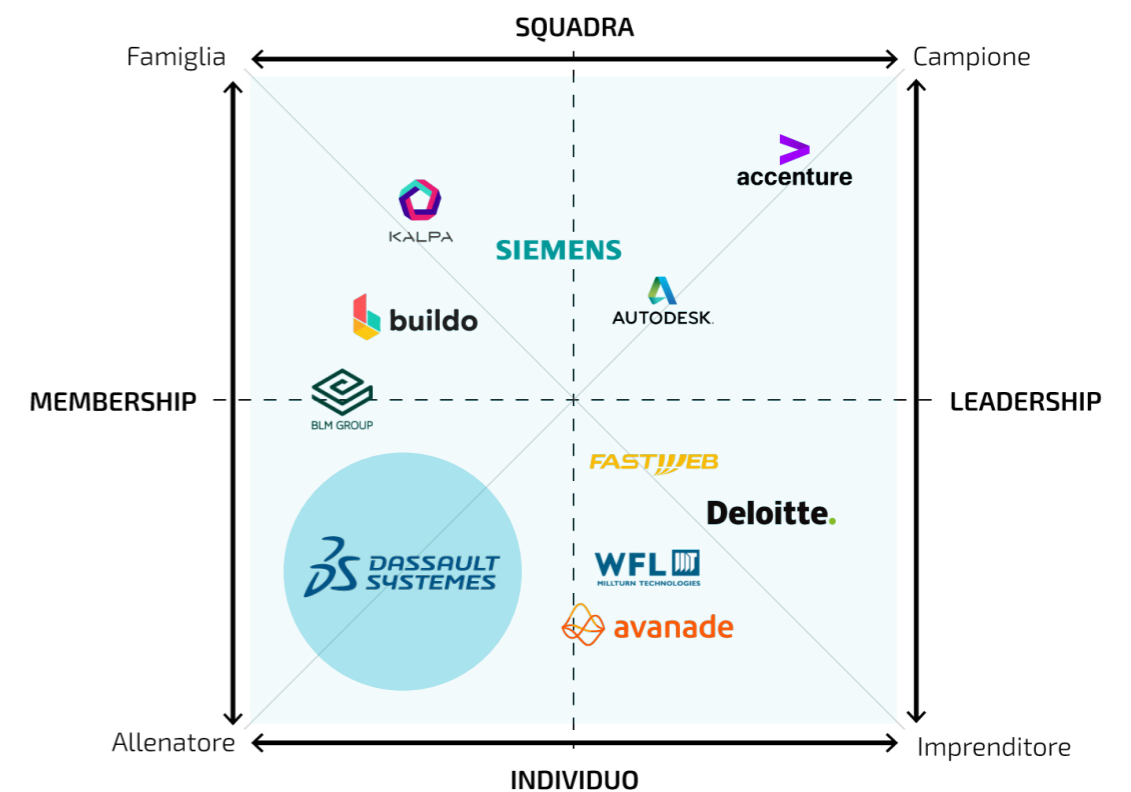 SQUADRA
Famiglia
Campione
accenture
KALPA
SIEMENS
AUTODESK.
buildo
MEMBERSHIP
LEADERSHIP
BLM GROUP
FASTWEB
Deloitte.
3DS DASSAULT
SYSTEMES
WFL
MILLTURN TECHNOLOGIES
avanade
Allenatore
Imprenditore
INDIVIDUO